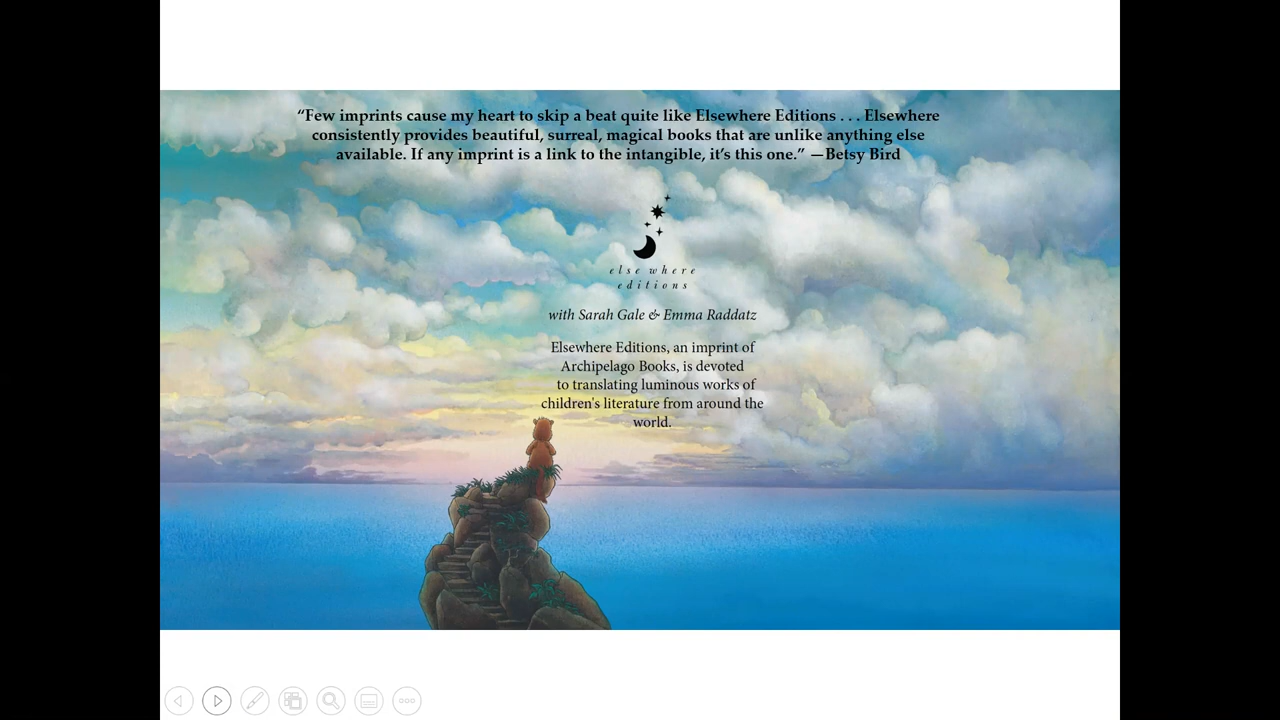 “Few imprints cause my heart to skip a beat quite like Elsewhere Editions . . . Elsewhere
consistently provides beautiful, surreal, magical books that are unlike anything else
available. If any imprint is a link to the intangible, it’s this one.” —Betsy Bird
else where
editions
with Sarah Gale & Emma Raddatz
Elsewhere Editions, an imprint of
Archipelago Books, is devoted
to translating luminous works of
children's literature from around the
world.